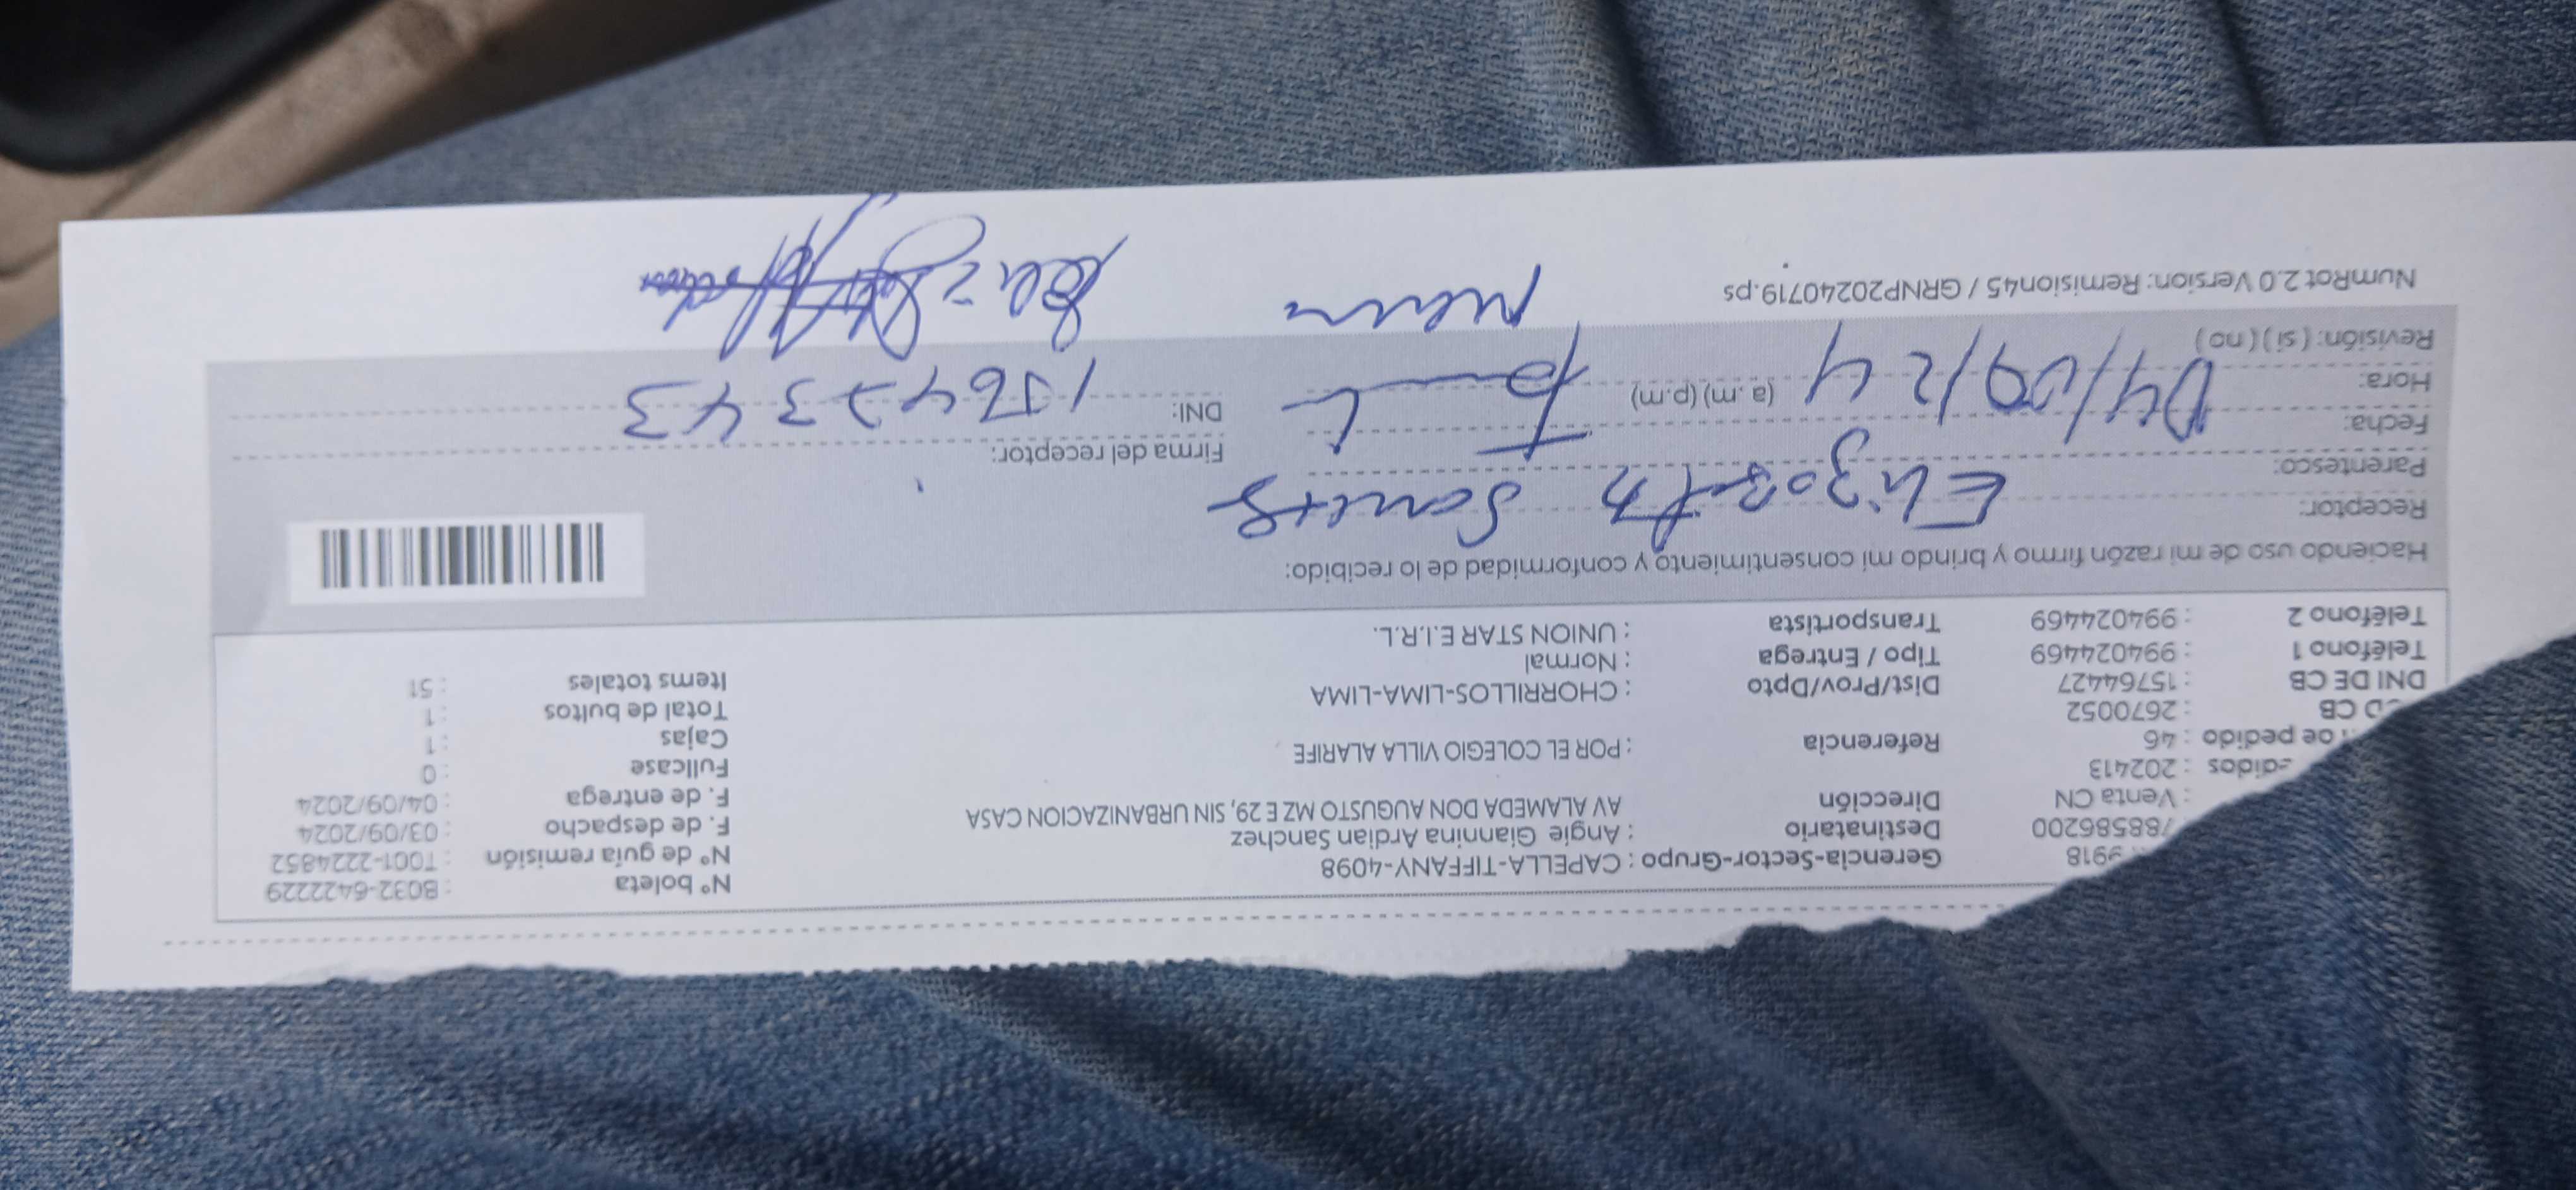 Nº boleta : B032-6422229
Nº de guía remisión : T001-2224852
F. de despacho : 03/09/2024
F. de entrega : 04/09/2024
Fullcase : 0
Cajas : 1
Total de bultos : 1
Items totales : 51
Gerencia-Sector-Grupo : CAPELLA-TIFFANY-4098
Destinatario : Angie Giannina Ardian Sanchez
Dirección AV ALAMEDA DON AUGUSTO MZ E 29, SIN URBANIZACION CASA
Referencia : POR EL COLEGIO VILLA ALARIFE
Dist/Prov/Dpto : CHORRILLOS-LIMA-LIMA
Tipo / Entrega : Normal
Transportista : UNION STAR E.I.R.L.
9918
788586200
: Venta CN
: 202413
pedido : 46
CB : 2670052
DNI DE CB : 15764427
Teléfono 1 : 994024469
Teléfono 2 : 994024469
Haciendo uso de mi razón firmo y brindo mi consentimiento y conformidad de lo recibido:
Receptor:
Parentesco:
Fecha: 04/09/24
Hora: (a.m) (p.m)
Revisión: ( si ) ( no )
Firma del receptor:
DNI:
NumRot 2.0 Version: Remision45 / GRNP20240719.ps